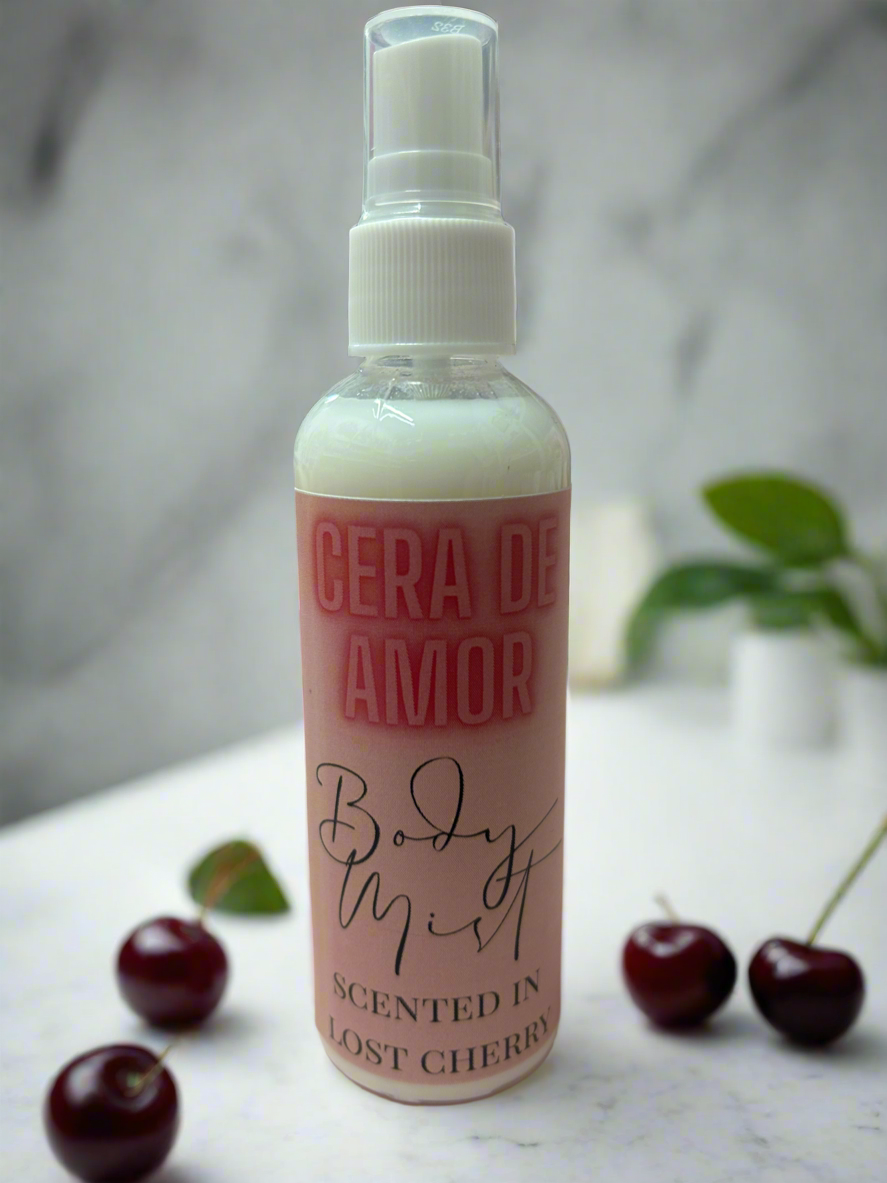 CERA DE
AMOR
Body
Mist
SCENTED IN
LOST CHERRY